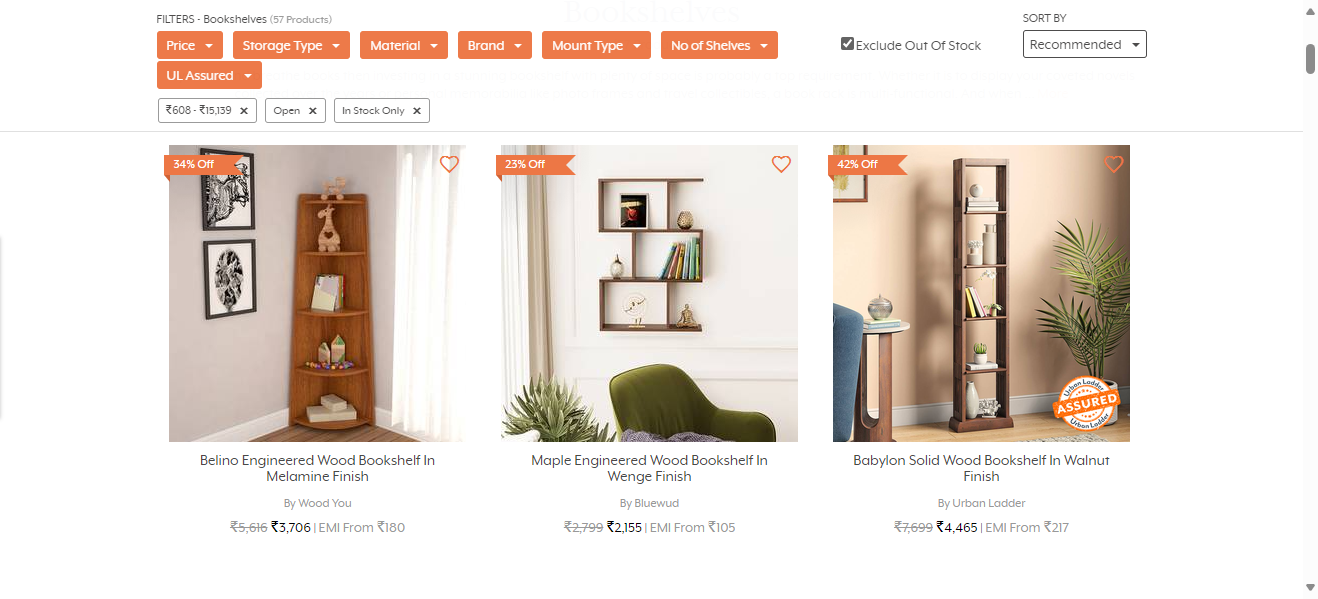 Bookshelves
FILTERS - Bookshelves (57 Products)
SORT BY
Price
Storage Type
Material
Brand
Mount Type
No of Shelves
Exclude Out Of Stock
Recommended
UL Assured
₹608 - ₹15,139 ×
Open ×
In Stock Only ×
34% Off
23% Off
42% Off
Urban Ladder
ASSURED
Urban Ladder
Belino Engineered Wood Bookshelf In
Melamine Finish
By Wood You
₹5,616 ₹3,706 | EMI From ₹180
Maple Engineered Wood Bookshelf In
Wenge Finish
By Bluewud
₹2,799 ₹2,155 | EMI From ₹105
Babylon Solid Wood Bookshelf In Walnut
Finish
By Urban Ladder
₹7,699 ₹4,465 | EMI From ₹217